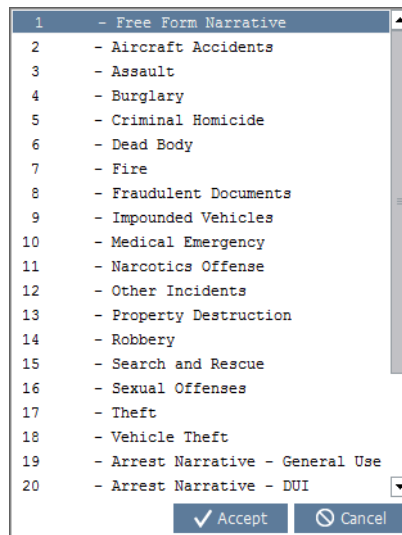 1 - Free Form Narrative
2 - Aircraft Accidents
3 - Assault
4 - Burglary
5 - Criminal Homicide
6 - Dead Body
7 - Fire
8 - Fraudulent Documents
9 - Impounded Vehicles
10 - Medical Emergency
11 - Narcotics Offense
12 - Other Incidents
13 - Property Destruction
14 - Robbery
15 - Search and Rescue
16 - Sexual Offenses
17 - Theft
18 - Vehicle Theft
19 - Arrest Narrative - General Use
20 - Arrest Narrative - DUI
Accept Cancel